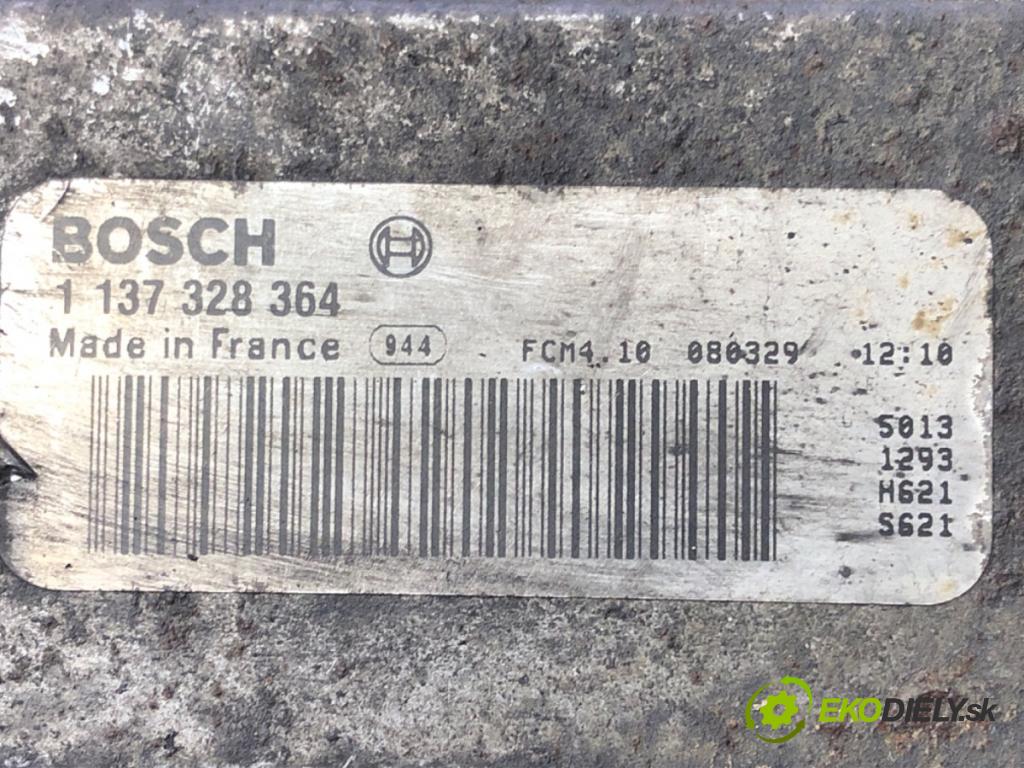 BOSCH
1 137 328 364
Made in France 944 FCM4.10 080329 12:10
5013
1293
H621
S621
EKODIELY.sk